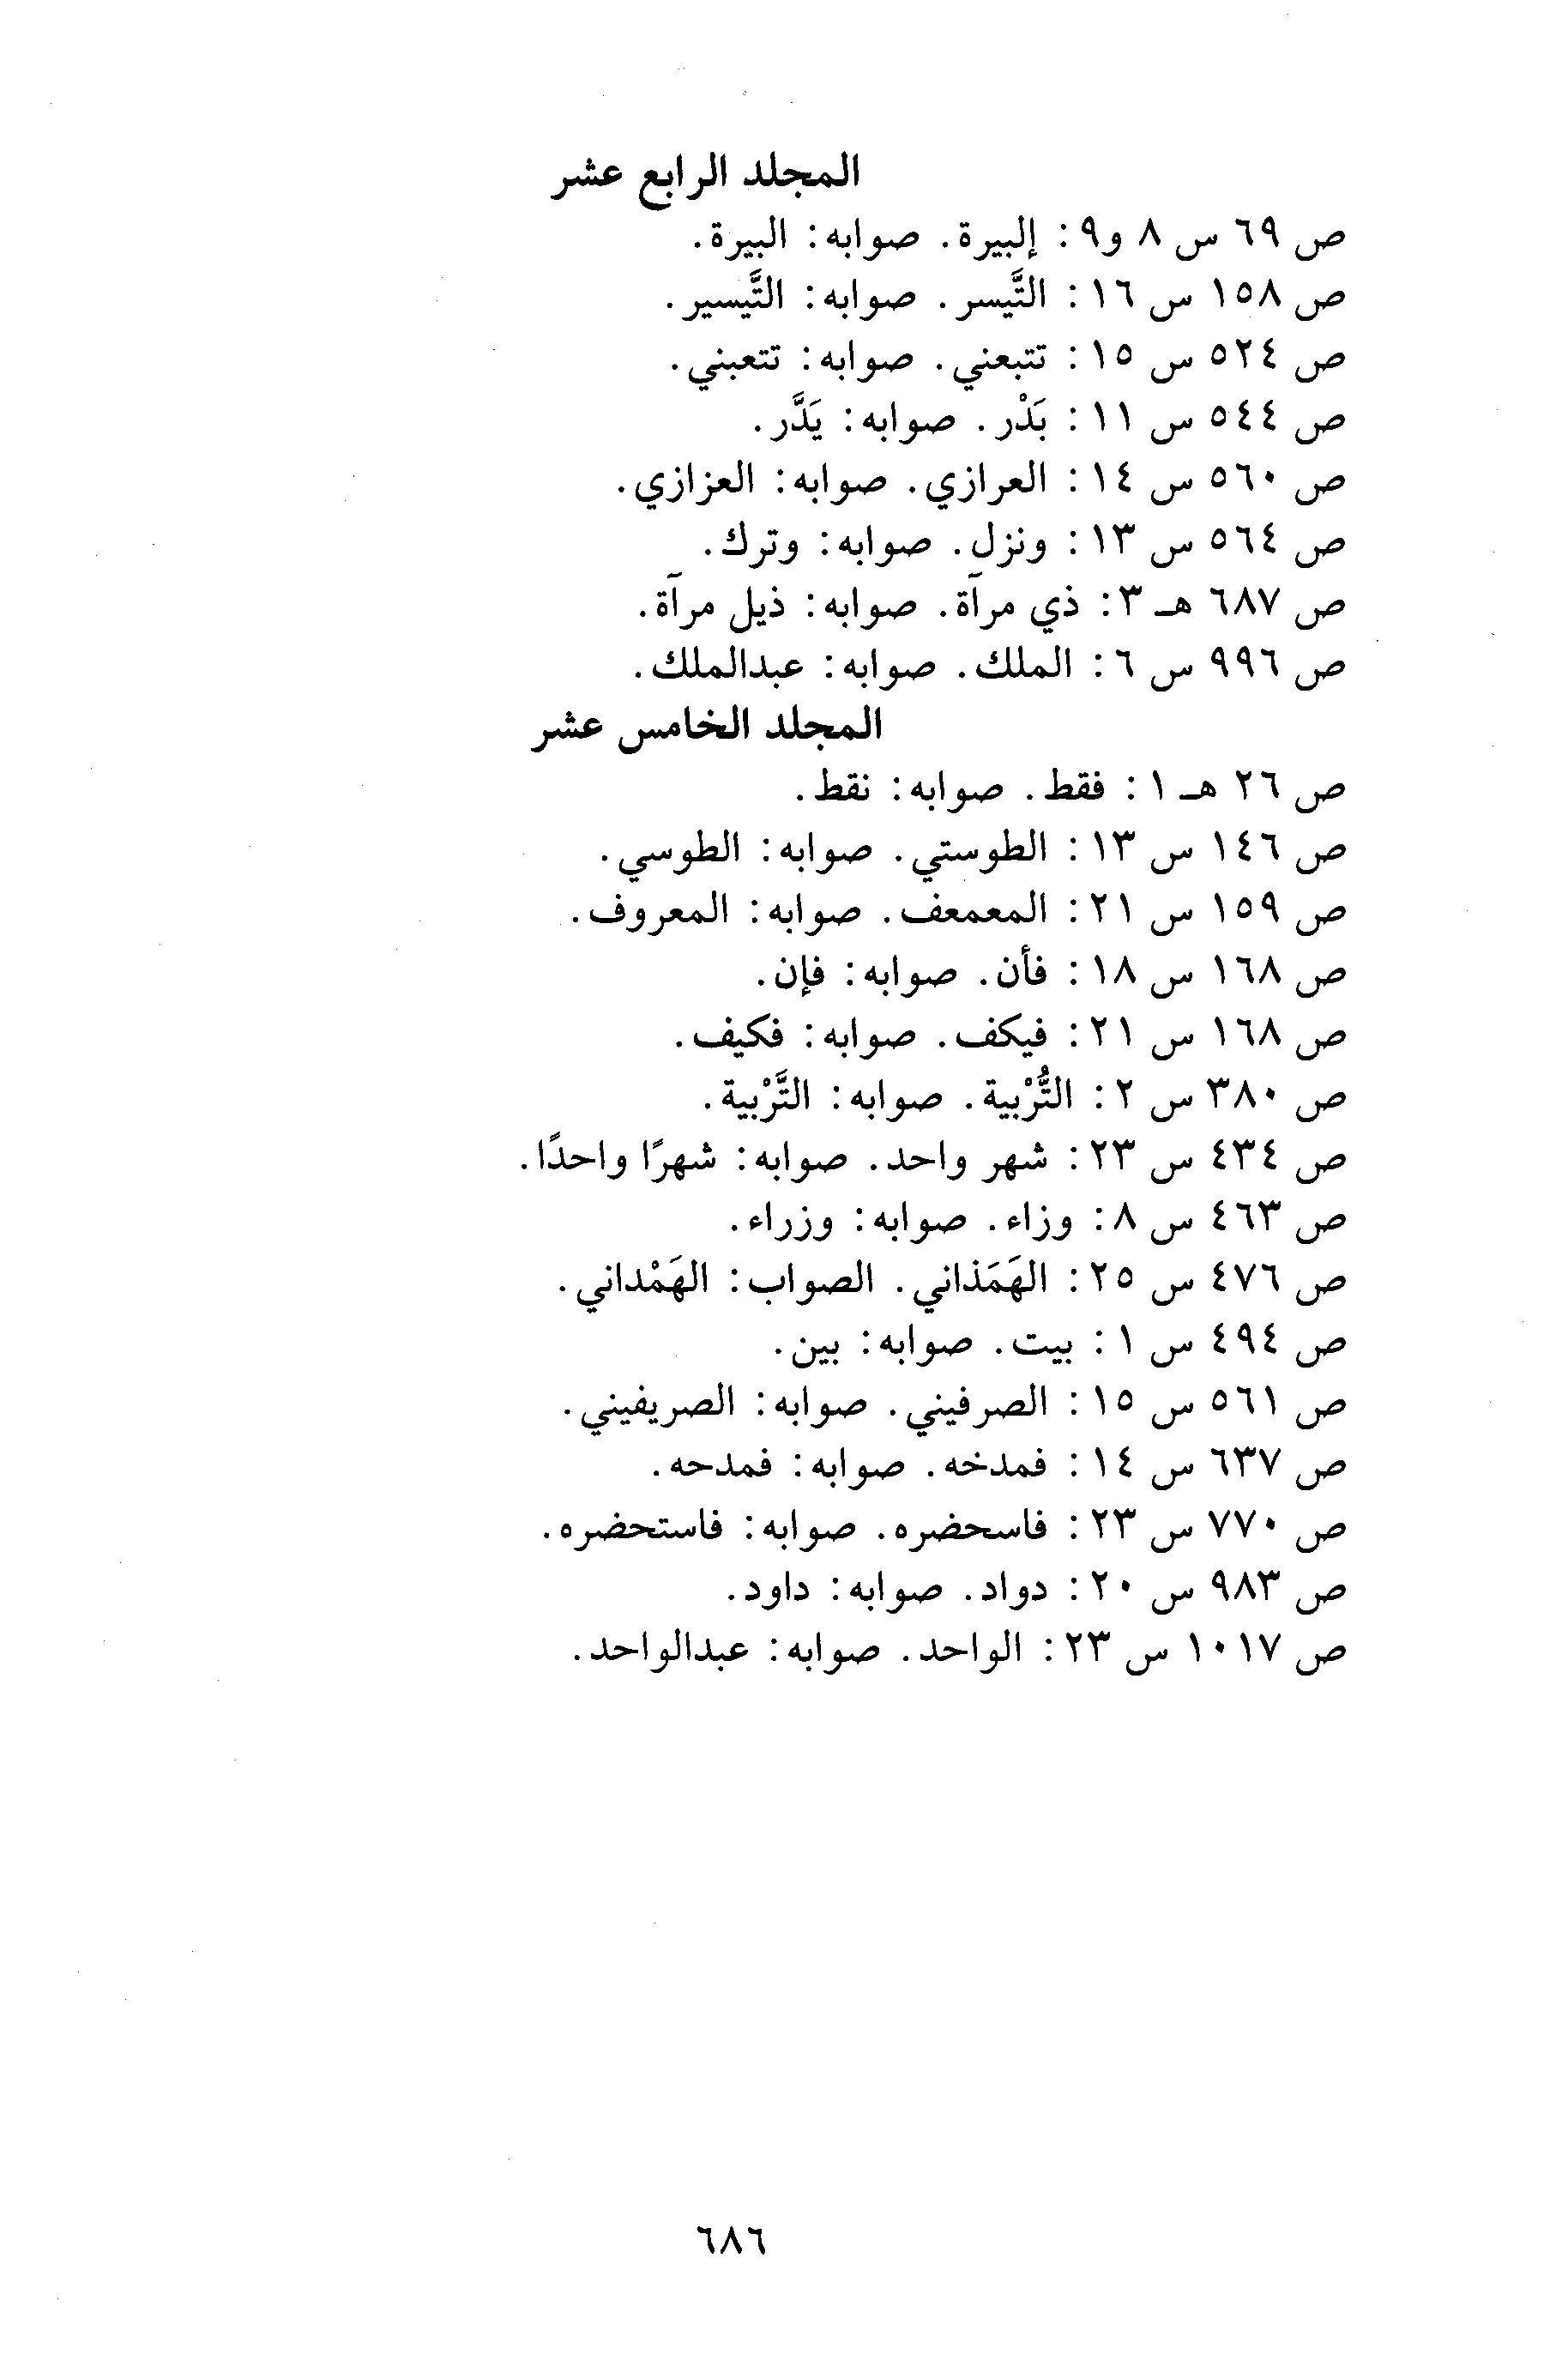 المجلد الرابع عشر
ص ٦٩ س ٨ و٩ : إلبيرة. صوابه: البيرة.
ص ١٥٨ س ١٦ : التَّيسر. صوابه: التَّيسير.
ص ٥٢٤ س ١٥ : تتبعني. صوابه: تتعبني.
ص ٥٤٤ س ١١ : بَدْر. صوابه: يَدَّر.
ص ٥٦٠ س ١٤ : العرازي. صوابه: العزازي.
ص ٥٦٤ س ١٣ : ونزل. صوابه: وترك.
ص ٦٨٧ هـ ٣: ذي مرآة. صوابه: ذيل مرآة.
ص ٩٩٦ س ٦ : الملك. صوابه: عبدالملك.
المجلد الخامس عشر
ص ٢٦ هـ ١ : فقط. صوابه: نقط.
ص ١٤٦ س ١٣ : الطوستي. صوابه: الطوسي.
ص ١٥٩ س ٢١ : المعمعف. صوابه: المعروف.
ص ١٦٨ س ١٨ : فأن. صوابه: فإن.
ص ١٦٨ س ٢١ : فيكف. صوابه: فكيف.
ص ٣٨٠ س ٢ : التُّرْبية. صوابه: التَّرْبية.
ص ٤٣٤ س ٢٣ : شهر واحد. صوابه: شهرًا واحدًا.
ص ٤٦٣ س ٨: وزاء. صوابه: وزراء.
ص ٤٧٦ س ٢٥ : الهَمَذاني. الصواب: الهَمْداني.
ص ٤٩٤ س ١ : بيت. صوابه: بين.
ص ٥٦١ س ١٥ : الصرفيني. صوابه: الصريفيني.
ص ٦٣٧ س ١٤ : فمدخه. صوابه: فمدحه.
ص ٧٧٠ س ٢٣ : فاسحضره. صوابه: فاستحضره.
ص ٩٨٣ س ٢٠ : دواد. صوابه: داود.
ص ١٠١٧ س ٢٣ : الواحد. صوابه: عبدالواحد.
٦٨٦